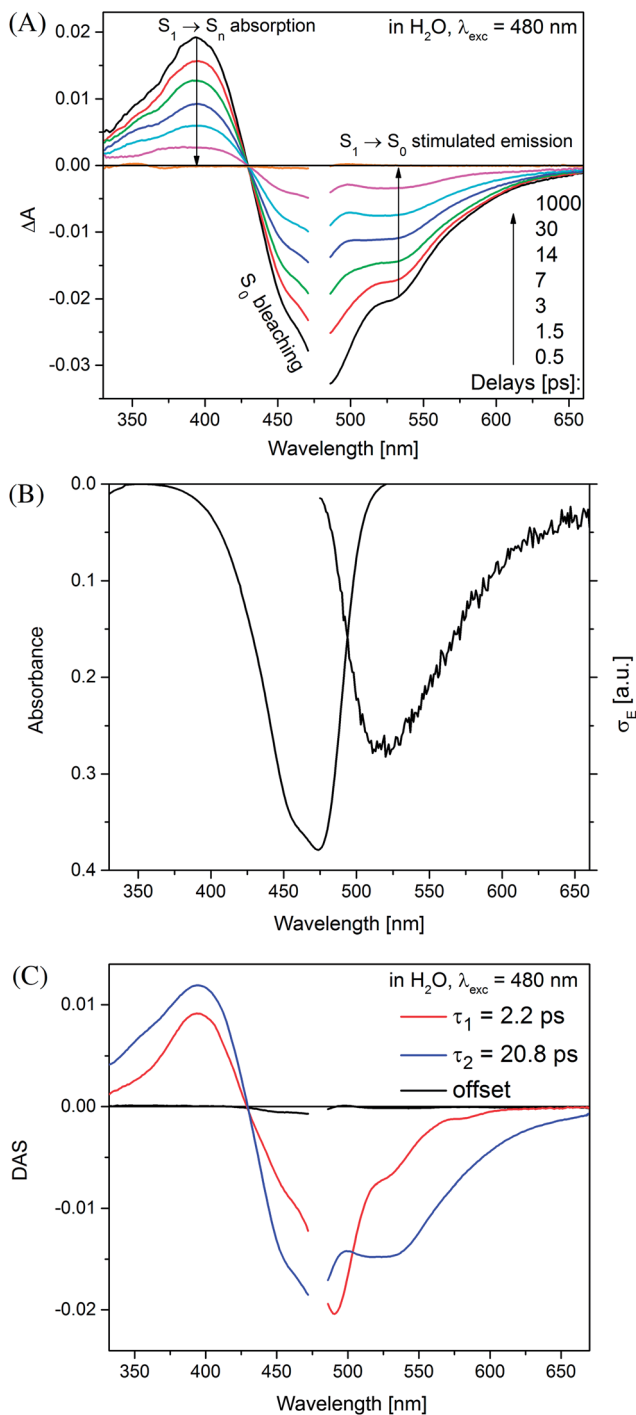 (A)
S1 → Sn absorption
in H2O, λexc = 480 nm
S1 → S0 stimulated emission
S0 bleaching
1000
30
14
7
3
1.5
0.5
Delays [ps]:
0.02
0.01
0.00
-0.01
-0.02
-0.03
ΔA
350 400 450 500 550 600 650
Wavelength [nm]
(B)
0.0
0.1
0.2
0.3
0.4
Absorbance
σE [a.u.]
350 400 450 500 550 600 650
Wavelength [nm]
(C)
in H2O, λexc = 480 nm
τ1 = 2.2 ps
τ2 = 20.8 ps
offset
0.01
0.00
-0.01
-0.02
DAS
350 400 450 500 550 600 650
Wavelength [nm]